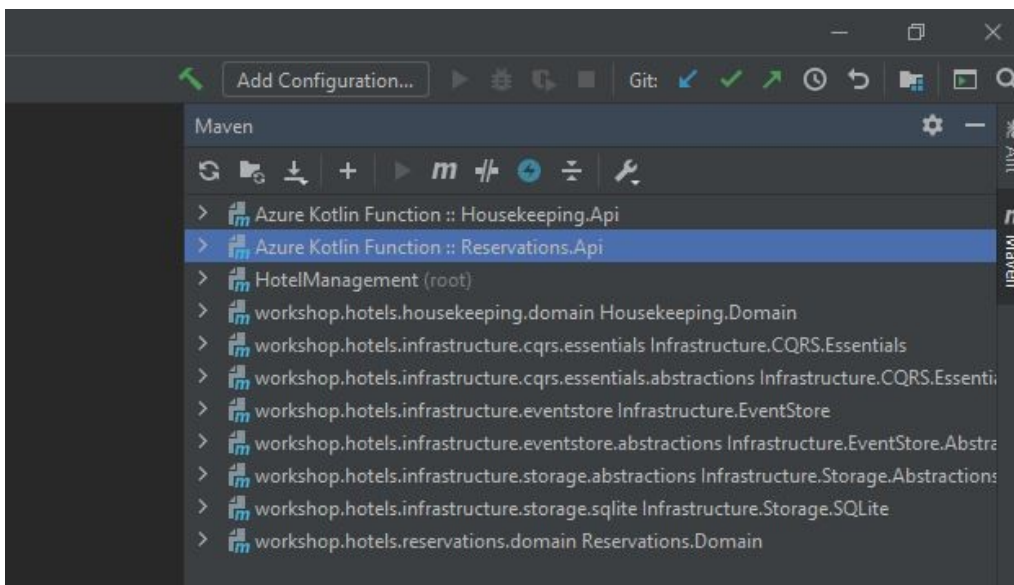 Add Configuration... Git:
Maven
Ant
m
Azure Kotlin Function :: Housekeeping.Api
Azure Kotlin Function :: Reservations.Api
Maven
HotelManagement (root)
workshop.hotels.housekeeping.domain Housekeeping.Domain
workshop.hotels.infrastructure.cqrs.essentials Infrastructure.CQRS.Essentials
workshop.hotels.infrastructure.cqrs.essentials.abstractions Infrastructure.CQRS.Essentia
workshop.hotels.infrastructure.eventstore Infrastructure.EventStore
workshop.hotels.infrastructure.eventstore.abstractions Infrastructure.EventStore.Abstra
workshop.hotels.infrastructure.storage.abstractions Infrastructure.Storage.Abstractions
workshop.hotels.infrastructure.storage.sqlite Infrastructure.Storage.SQLite
workshop.hotels.reservations.domain Reservations.Domain